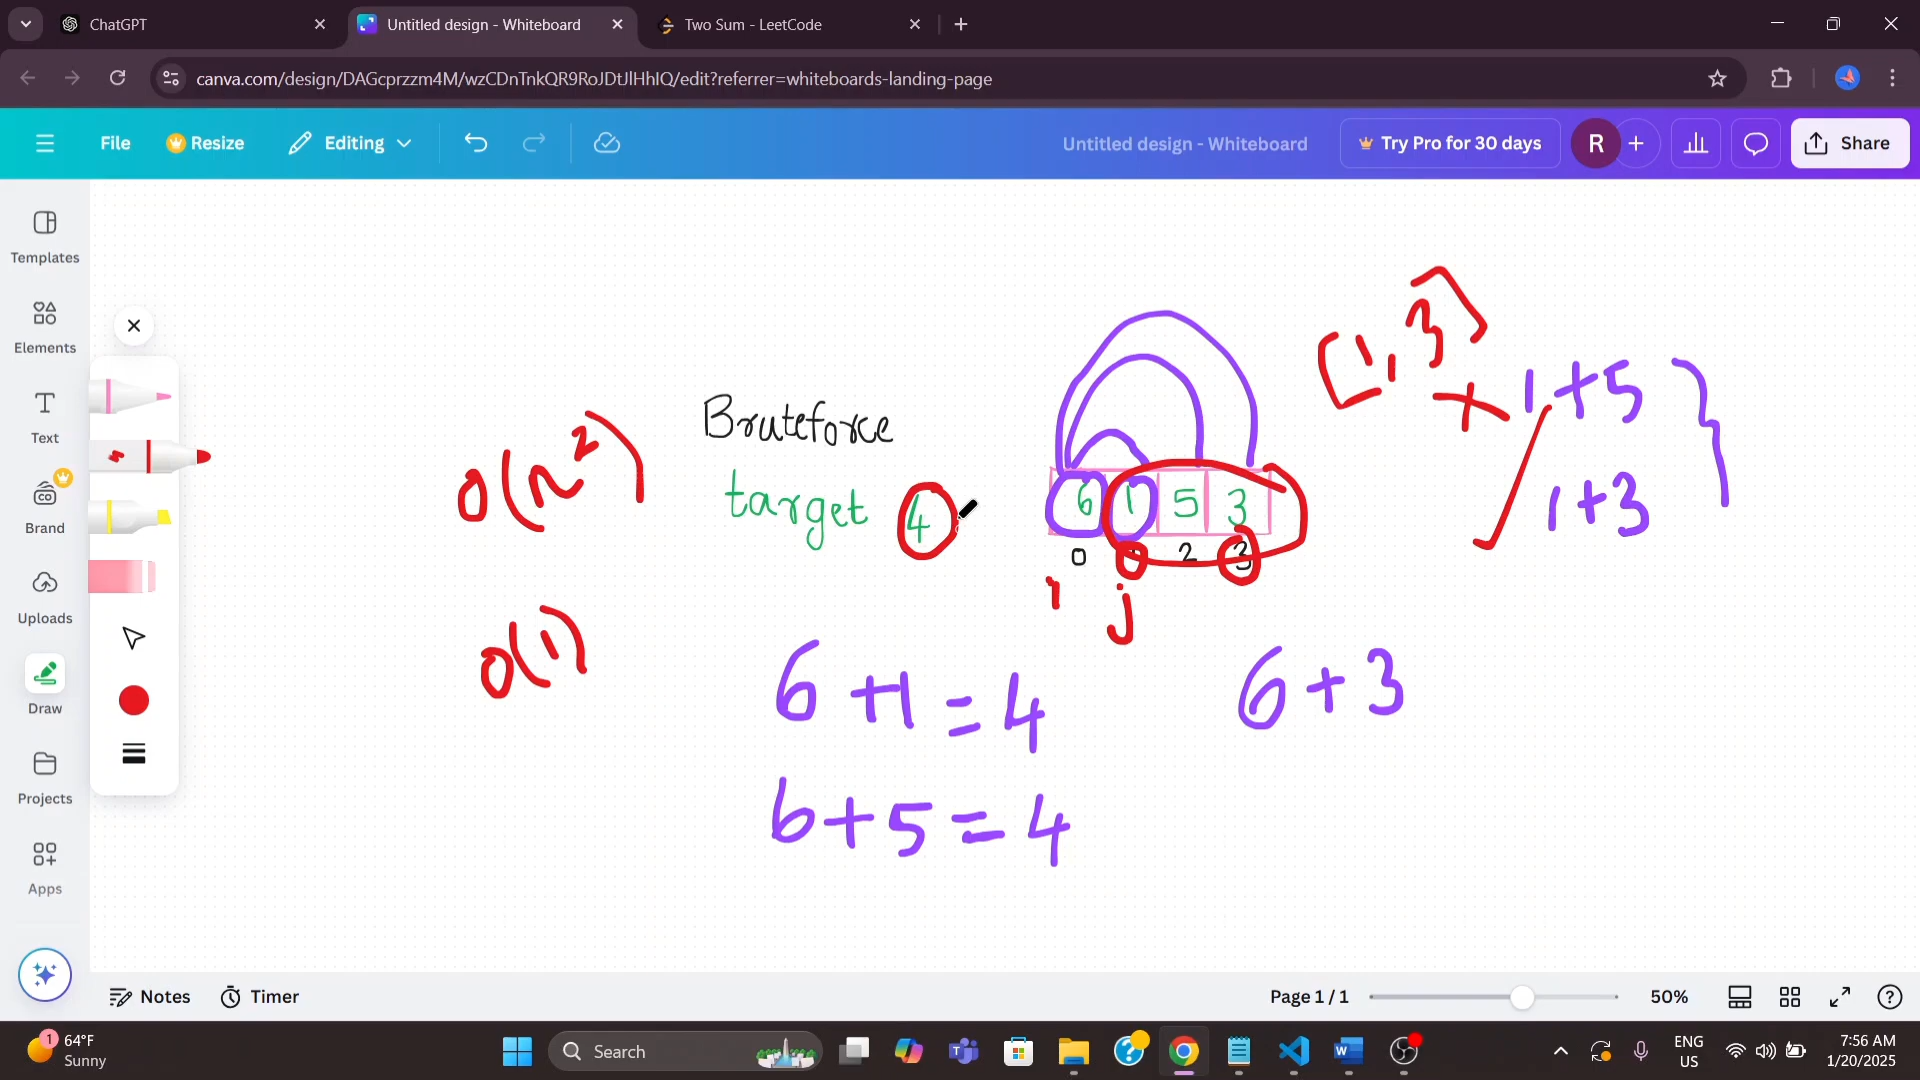 ChatGPT
Untitled design - Whiteboard
Two Sum - LeetCode
canva.com/design/DAGcprzzm4M/wzCDnTnkQR9RoJDtJlHhIQ/edit?referrer=whiteboards-landing-page
File
Resize
Editing
Untitled design - Whiteboard
Try Pro for 30 days
R
Share
Templates
Elements
Text
Brand
Uploads
Draw
Projects
Apps
[1, 3]
1+5
1+3
Bruteforce
O(n²)
target 4
6 1 5 3
0 1 2 3
i j
O(1)
6+1=4
6+3
6+5=4
Notes
Timer
Page 1 / 1
50%
1
64°F
Sunny
Search
ENG
US
7:56 AM
1/20/2025